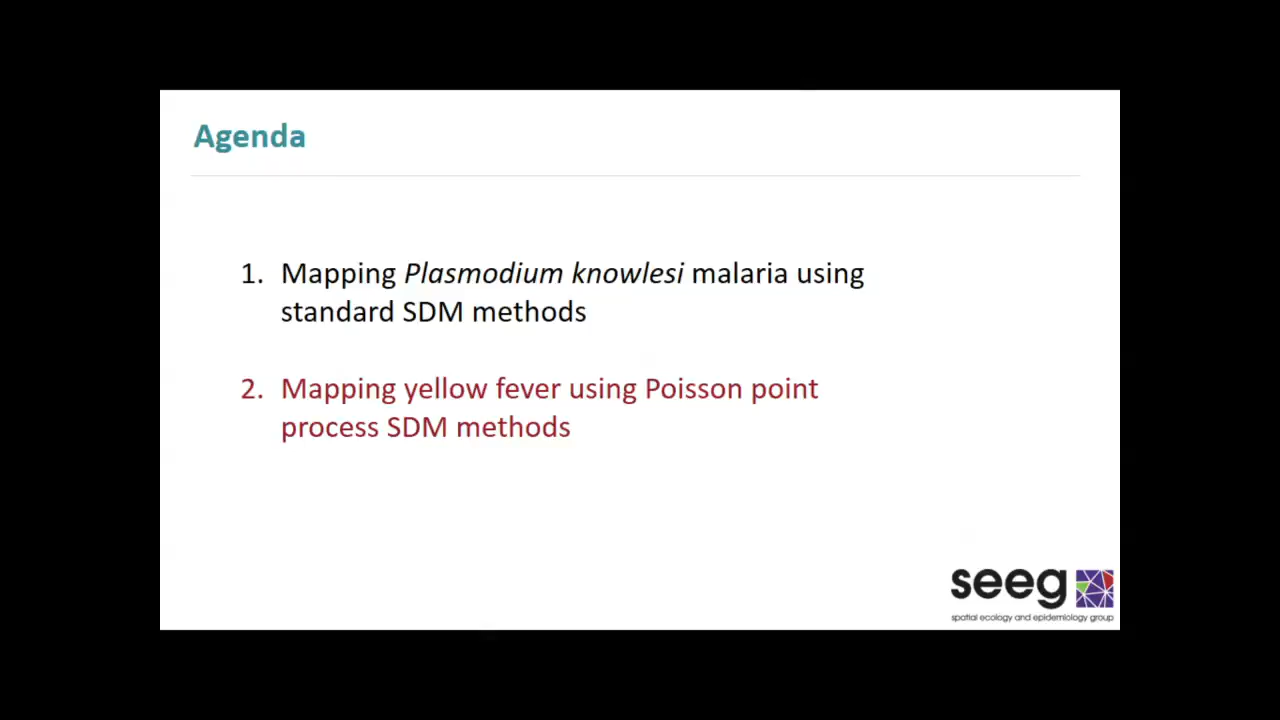 Agenda
1. Mapping Plasmodium knowlesi malaria using
standard SDM methods
2. Mapping yellow fever using Poisson point
process SDM methods
seeg
spatial ecology and epidemiology group